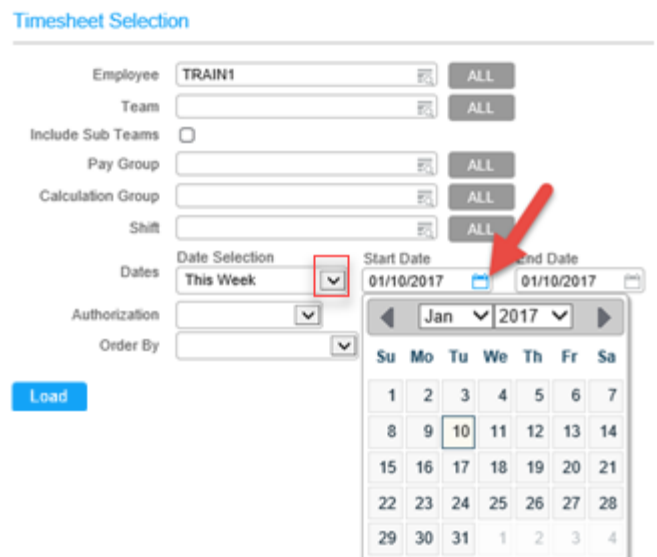 Timesheet Selection
Employee TRAIN1 ALL
Team ALL
Include Sub Teams
Pay Group ALL
Calculation Group ALL
Shift ALL
Date Selection Start Date End Date
Dates This Week 01/10/2017 01/10/2017
Authorization
Order By
Jan 2017
Su Mo Tu We Th Fr Sa
1 2 3 4 5 6 7
8 9 10 11 12 13 14
15 16 17 18 19 20 21
22 23 24 25 26 27 28
29 30 31 1 2 3 4
Load